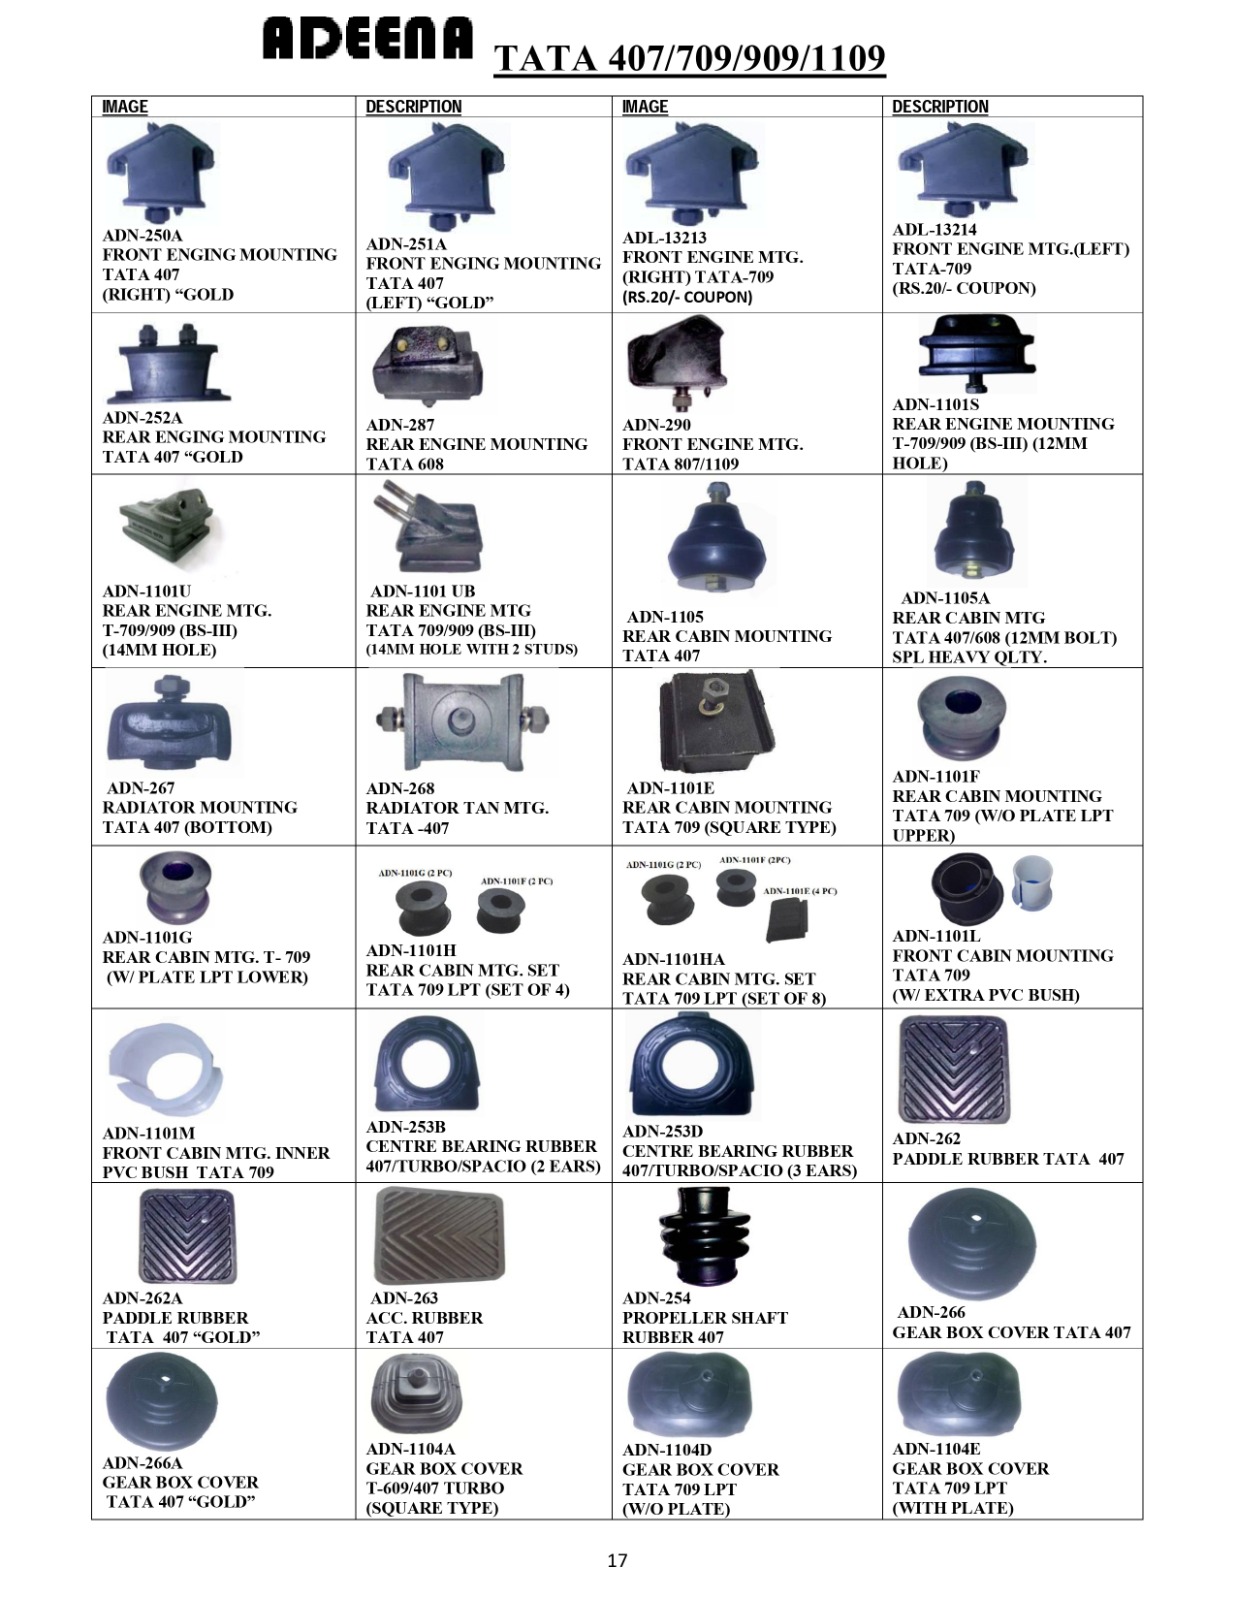 ADEENA TATA 407/709/909/1109
IMAGE DESCRIPTION IMAGE DESCRIPTION
ADN-250A
FRONT ENGING MOUNTING
TATA 407
(RIGHT) “GOLD
ADN-251A
FRONT ENGING MOUNTING
TATA 407
(LEFT) “GOLD”
ADL-13213
FRONT ENGINE MTG.
(RIGHT) TATA-709
(RS.20/- COUPON)
ADL-13214
FRONT ENGINE MTG.(LEFT)
TATA-709
(RS.20/- COUPON)
ADN-252A
REAR ENGING MOUNTING
TATA 407 “GOLD
ADN-287
REAR ENGINE MOUNTING
TATA 608
ADN-290
FRONT ENGINE MTG.
TATA 807/1109
ADN-1101S
REAR ENGINE MOUNTING
T-709/909 (BS-III) (12MM
HOLE)
ADN-1101U
REAR ENGINE MTG.
T-709/909 (BS-III)
(14MM HOLE)
ADN-1101 UB
REAR ENGINE MTG
TATA 709/909 (BS-III)
(14MM HOLE WITH 2 STUDS)
ADN-1105
REAR CABIN MOUNTING
TATA 407
ADN-1105A
REAR CABIN MTG
TATA 407/608 (12MM BOLT)
SPL HEAVY QLTY.
ADN-267
RADIATOR MOUNTING
TATA 407 (BOTTOM)
ADN-268
RADIATOR TAN MTG.
TATA -407
ADN-1101E
REAR CABIN MOUNTING
TATA 709 (SQUARE TYPE)
ADN-1101F
REAR CABIN MOUNTING
TATA 709 (W/O PLATE LPT
UPPER)
ADN-1101G
REAR CABIN MTG. T- 709
(W/ PLATE LPT LOWER)
ADN-1101G (2 PC)
ADN-1101F (2 PC)
ADN-1101H
REAR CABIN MTG. SET
TATA 709 LPT (SET OF 4)
ADN-1101G (2 PC)
ADN-1101F (2PC)
ADN-1101E (4 PC)
ADN-1101HA
REAR CABIN MTG. SET
TATA 709 LPT (SET OF 8)
ADN-1101L
FRONT CABIN MOUNTING
TATA 709
(W/ EXTRA PVC BUSH)
ADN-1101M
FRONT CABIN MTG. INNER
PVC BUSH TATA 709
ADN-253B
CENTRE BEARING RUBBER
407/TURBO/SPACIO (2 EARS)
ADN-253D
CENTRE BEARING RUBBER
407/TURBO/SPACIO (3 EARS)
ADN-262
PADDLE RUBBER TATA 407
ADN-262A
PADDLE RUBBER
TATA 407 “GOLD”
ADN-263
ACC. RUBBER
TATA 407
ADN-254
PROPELLER SHAFT
RUBBER 407
ADN-266
GEAR BOX COVER TATA 407
ADN-266A
GEAR BOX COVER
TATA 407 “GOLD”
ADN-1104A
GEAR BOX COVER
T-609/407 TURBO
(SQUARE TYPE)
ADN-1104D
GEAR BOX COVER
TATA 709 LPT
(W/O PLATE)
ADN-1104E
GEAR BOX COVER
TATA 709 LPT
(WITH PLATE)
17